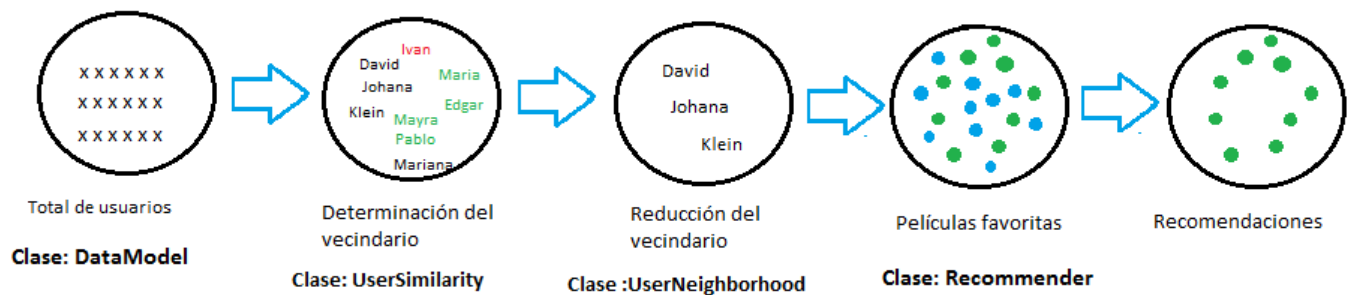 x x x x x x
x x x x x x
x x x x x x
Total de usuarios
Clase: DataModel
Ivan
David
Maria
Johana
Edgar
Klein
Mayra
Pablo
Mariana
Determinación del
vecindario
Clase: UserSimilarity
David
Johana
Klein
Reducción del
vecindario
Clase :UserNeighborhood
Películas favoritas
Clase: Recommender
Recomendaciones